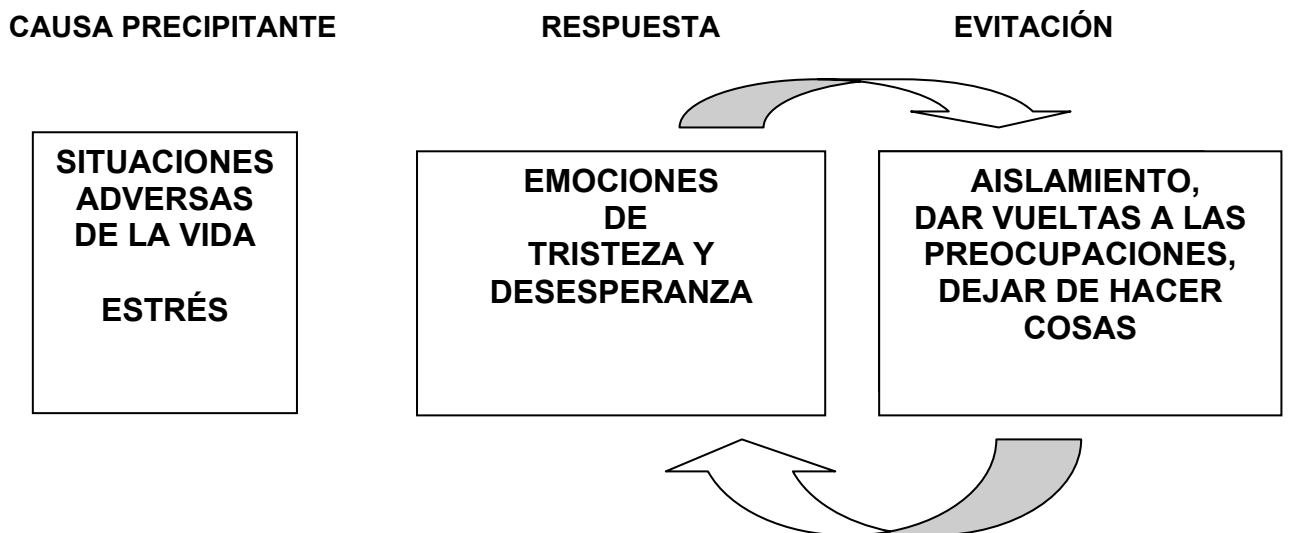 CAUSA PRECIPITANTE
RESPUESTA
EVITACIÓN
SITUACIONES
ADVERSAS
DE LA VIDA
ESTRÉS
EMOCIONES
DE
TRISTEZA Y
DESESPERANZA
AISLAMIENTO,
DAR VUELTAS A LAS
PREOCUPACIONES,
DEJAR DE HACER
COSAS